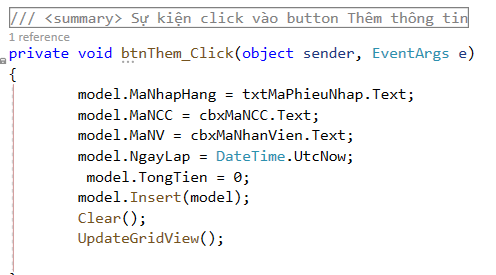 /// <summary> Sự kiện click vào button Thêm thông tin
1 reference
private void btnThem_Click(object sender, EventArgs e)
{
model.MaNhapHang = txtMaPhieuNhap.Text;
model.MaNCC = cbxMaNCC.Text;
model.MaNV = cbxMaNhanVien.Text;
model.NgayLap = DateTime.UtcNow;
model.TongTien = 0;
model.Insert(model);
Clear();
UpdateGridView();